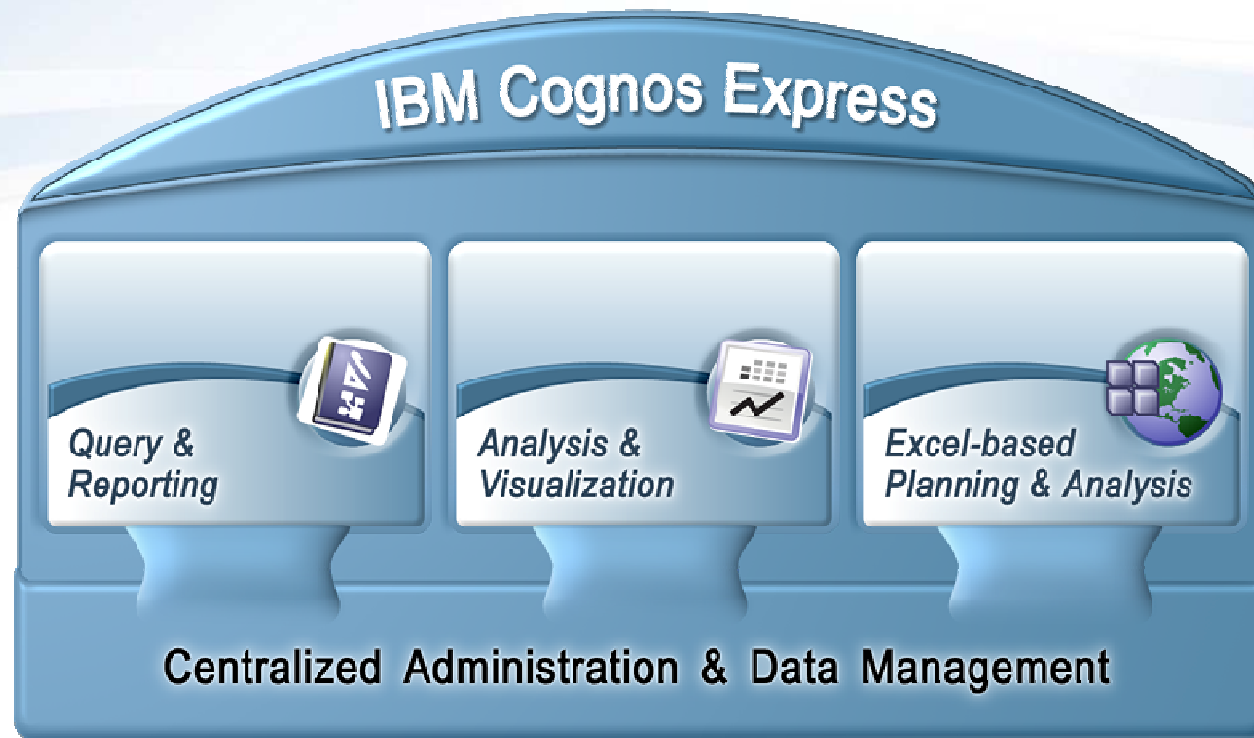 IBM Cognos Express
Query &
Reporting
Analysis &
Visualization
Excel-based
Planning & Analysis
Centralized Administration & Data Management